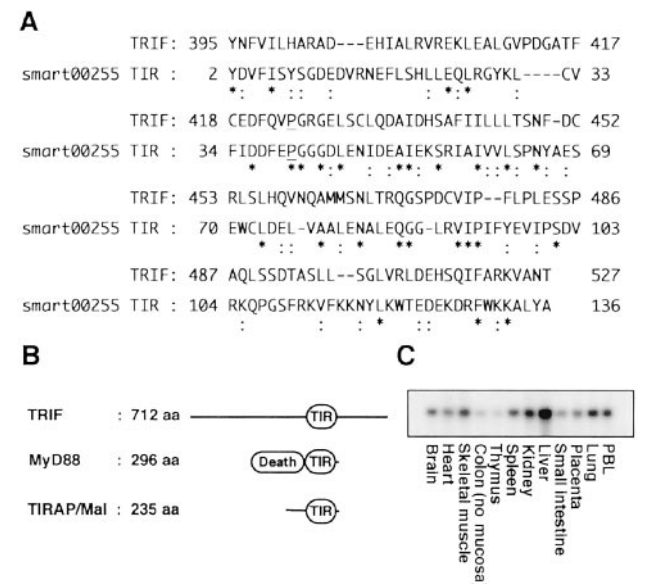 A
TRIF: 395 YNFVILHARAD---EHIALRVREKLEALGVPDGATF 417
smart00255 TIR : 2 YDVFISYSGDEDVRNEFLSHLLEQLRGYKL----CV 33
*: * :: : :*:* :
TRIF: 418 CEDFQVPGRGELSCLQDAIDHSAFIILLLTSNF-DC 452
smart00255 TIR : 34 FIDDFEPGGGDLENIDEAIEKSRIAIVVLSPNYAES 69
* ** :*: : **:* *::*: *: :
TRIF: 453 RLSLHQVNQAMMSNLTRQGSPDCVIP--FLPLESSP 486
smart00255 TIR : 70 EWCLDEL-VAALENALEQGG-LRVIPIFYEVIPSDV 103
* :: * : * : ** *** : : *
TRIF: 487 AQLSSDTASLL--SGLVRLDEHSQIFARKVANT 527
smart00255 TIR : 104 RKQPGSFRKVFKKNYLKWTEDEKDRFWKKALYA 136
: : : * :: * :*
B
TRIF : 712 aa TIR
MyD88 : 296 aa Death TIR
TIRAP/Mal : 235 aa TIR
C
Brain
Heart
Skeletal muscle
Colon (no mucosa
Thymus
Spleen
Kidney
Liver
Small intestine
Placenta
Lung
PBL